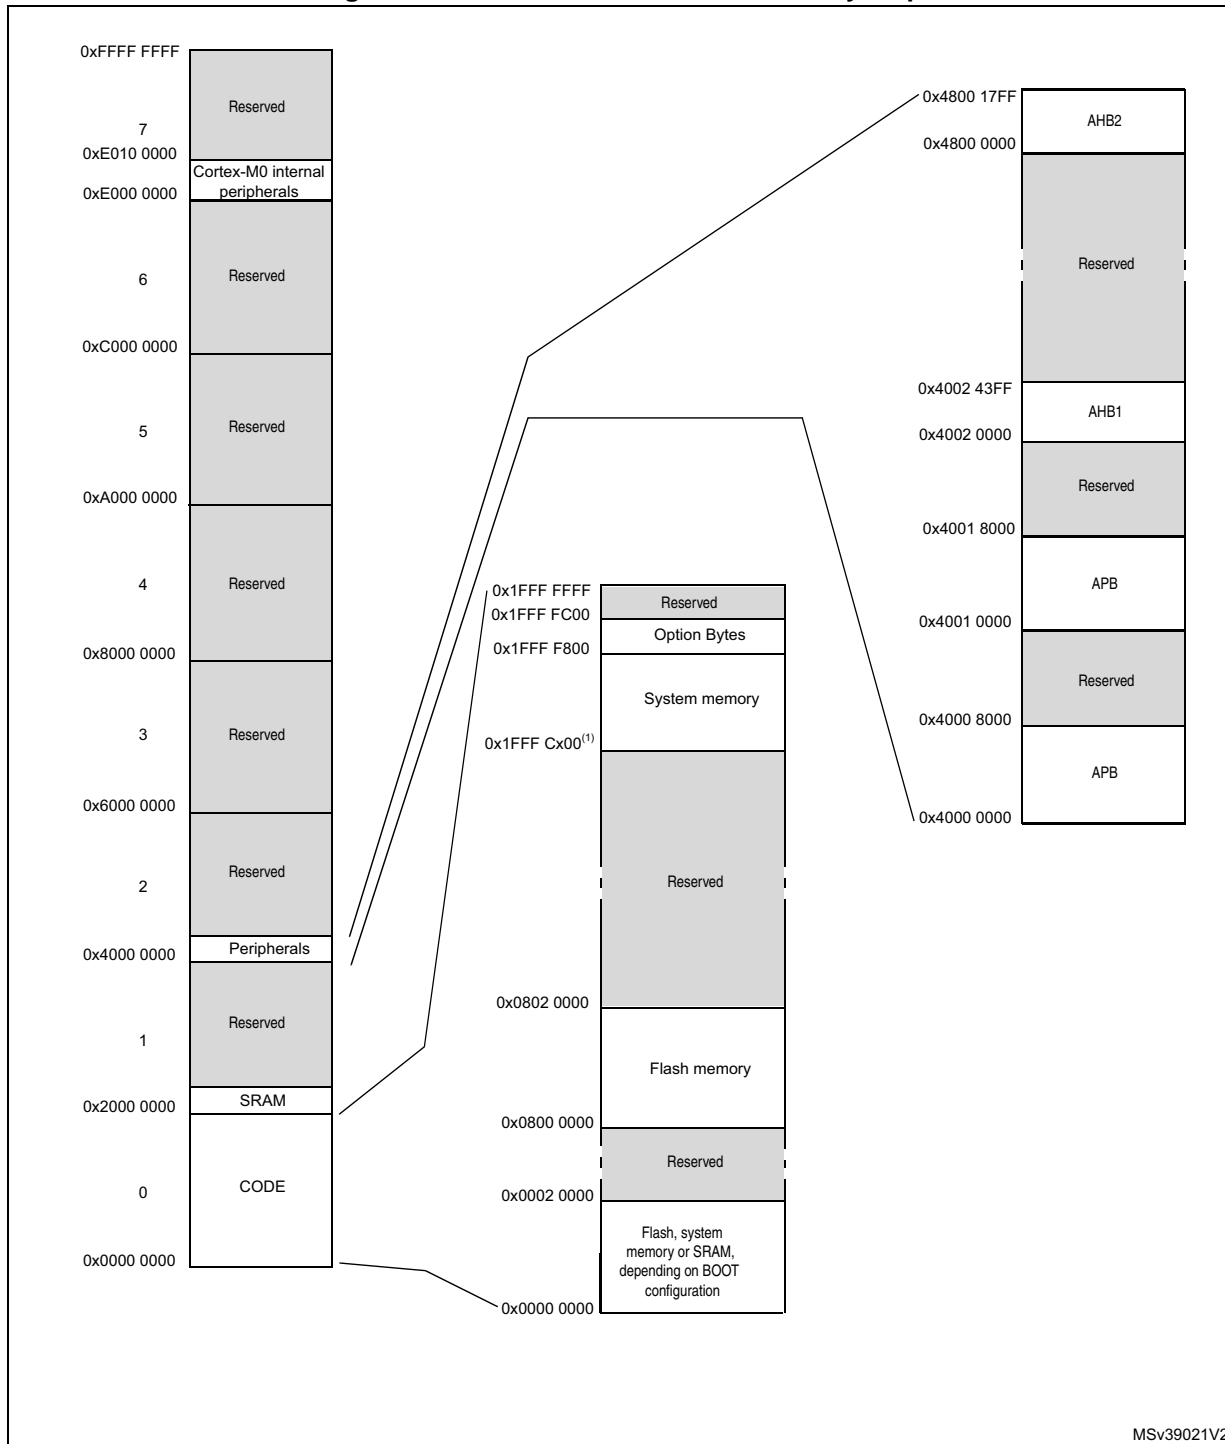 0xFFFF FFFF
Reserved
7
0xE010 0000
Cortex-M0 internal
peripherals
0xE000 0000
6
Reserved
0xC000 0000
5
Reserved
0xA000 0000
4
Reserved
0x8000 0000
3
Reserved
0x6000 0000
2
Reserved
0x4000 0000
Peripherals
1
Reserved
0x2000 0000
SRAM
0
CODE
0x0000 0000
0x1FFF FFFF
Reserved
0x1FFF FC00
Option Bytes
0x1FFF F800
System memory
0x1FFF Cx00(1)
Reserved
0x0802 0000
Flash memory
0x0800 0000
Reserved
0x0002 0000
Flash, system
memory or SRAM,
depending on BOOT
configuration
0x0000 0000
0x4800 17FF
AHB2
0x4800 0000
Reserved
0x4002 43FF
AHB1
0x4002 0000
Reserved
0x4001 8000
APB
0x4001 0000
Reserved
0x4000 8000
APB
0x4000 0000
MSv39021V2